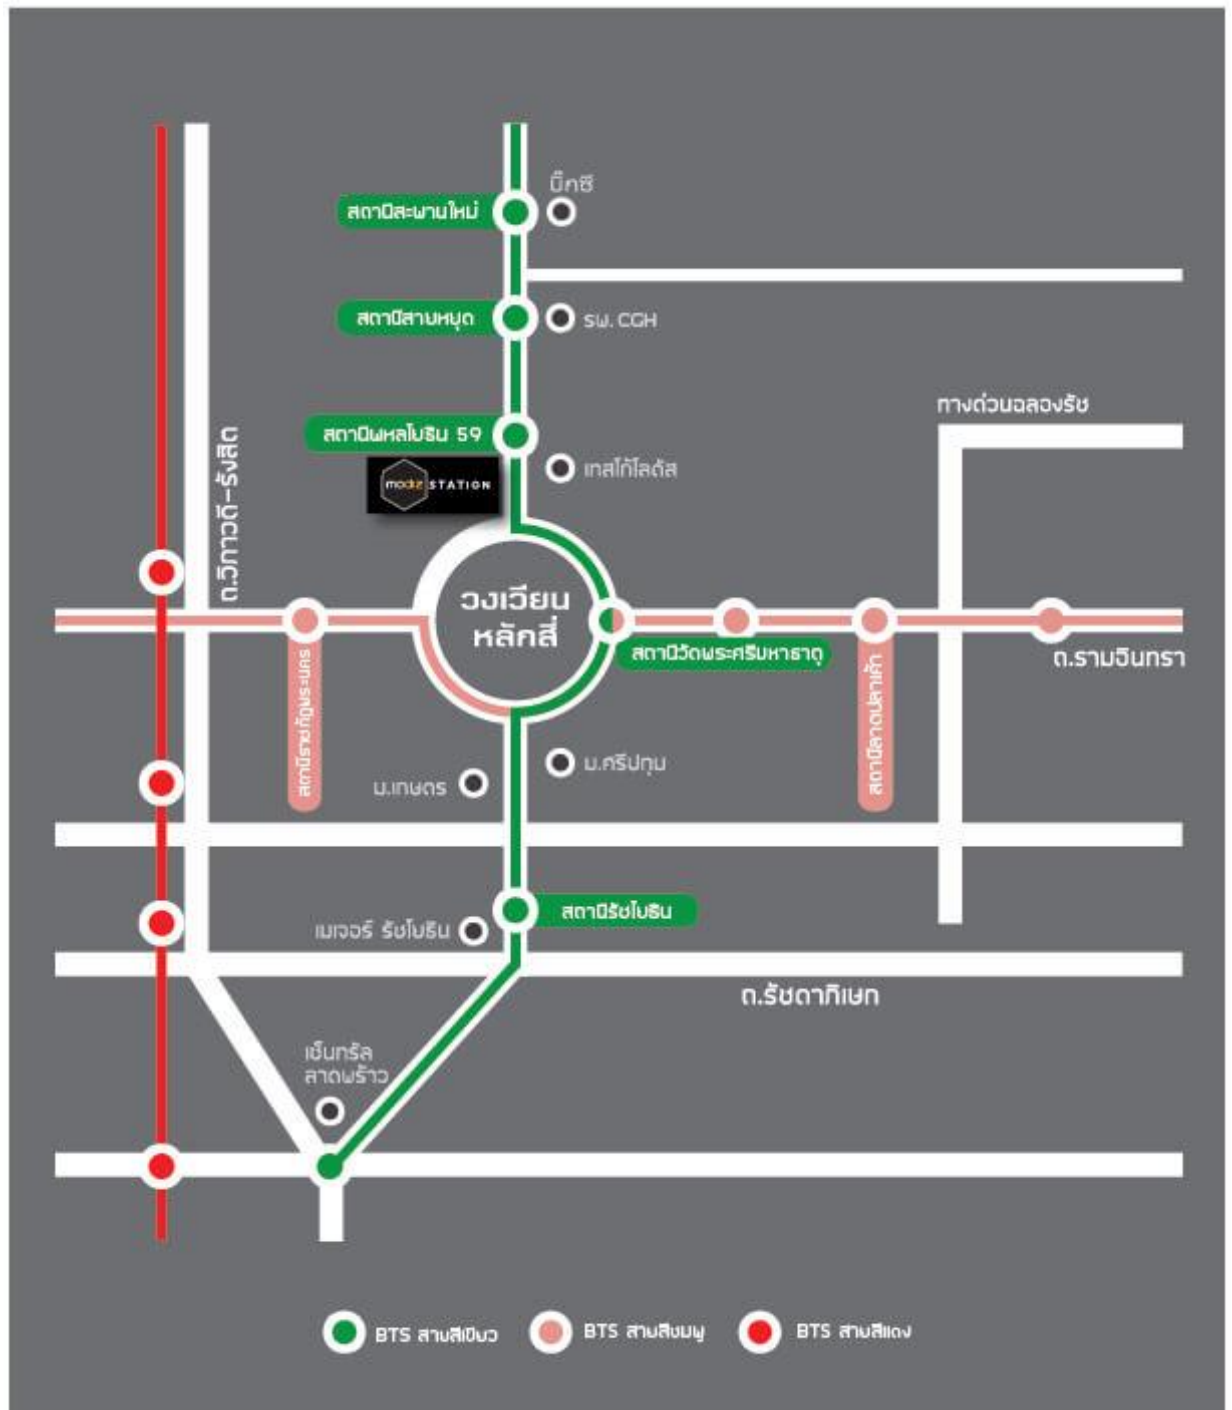 บิ๊กซี
สถานีสะพานใหม่
สถานีสายหยุด
รพ. CGH
ทางด่วนฉลองรัช
สถานีพหลโยธิน 59
เทสโก้โลตัส
modiz STATION
ถ.วิภาวดี-รังสิต
วงเวียน
หลักสี่
สถานีวัดพระศรีมหาธาตุ
ถ.รามอินทรา
สถานีราชภัฏพระนคร
สถานีลาดปลาเค้า
ม.ศรีปทุม
ม.เกษตร
สถานีรัชโยธิน
เมเจอร์ รัชโยธิน
ถ.รัชดาภิเษก
เซ็นทรัล
ลาดพร้าว
BTS สายสีเขียว
BTS สายสีชมพู
BTS สายสีแดง